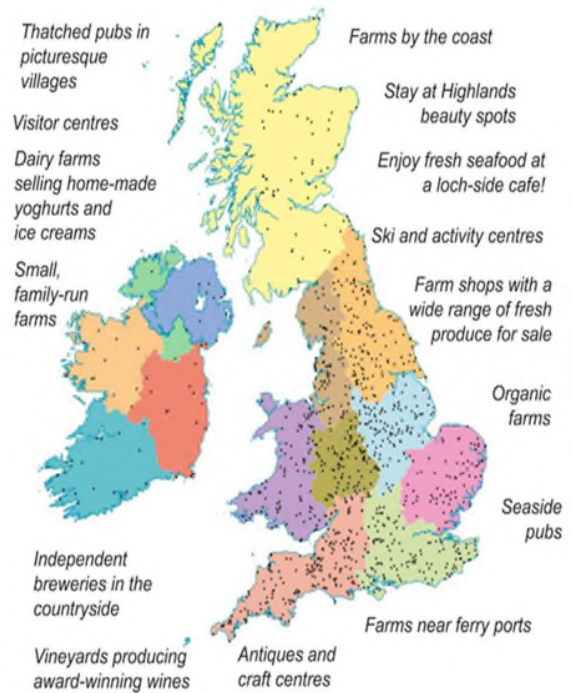 Thatched pubs in
picturesque
villages
Visitor centres
Dairy farms
selling home-made
yoghurts and
ice creams
Small,
family-run
farms
Farms by the coast
Stay at Highlands
beauty spots
Enjoy fresh seafood at
a loch-side cafe!
Ski and activity centres
Farm shops with a
wide range of fresh
produce for sale
Organic
farms
Seaside
pubs
Independent
breweries in the
countryside
Vineyards producing
award-winning wines
Antiques and
craft centres
Farms near ferry ports